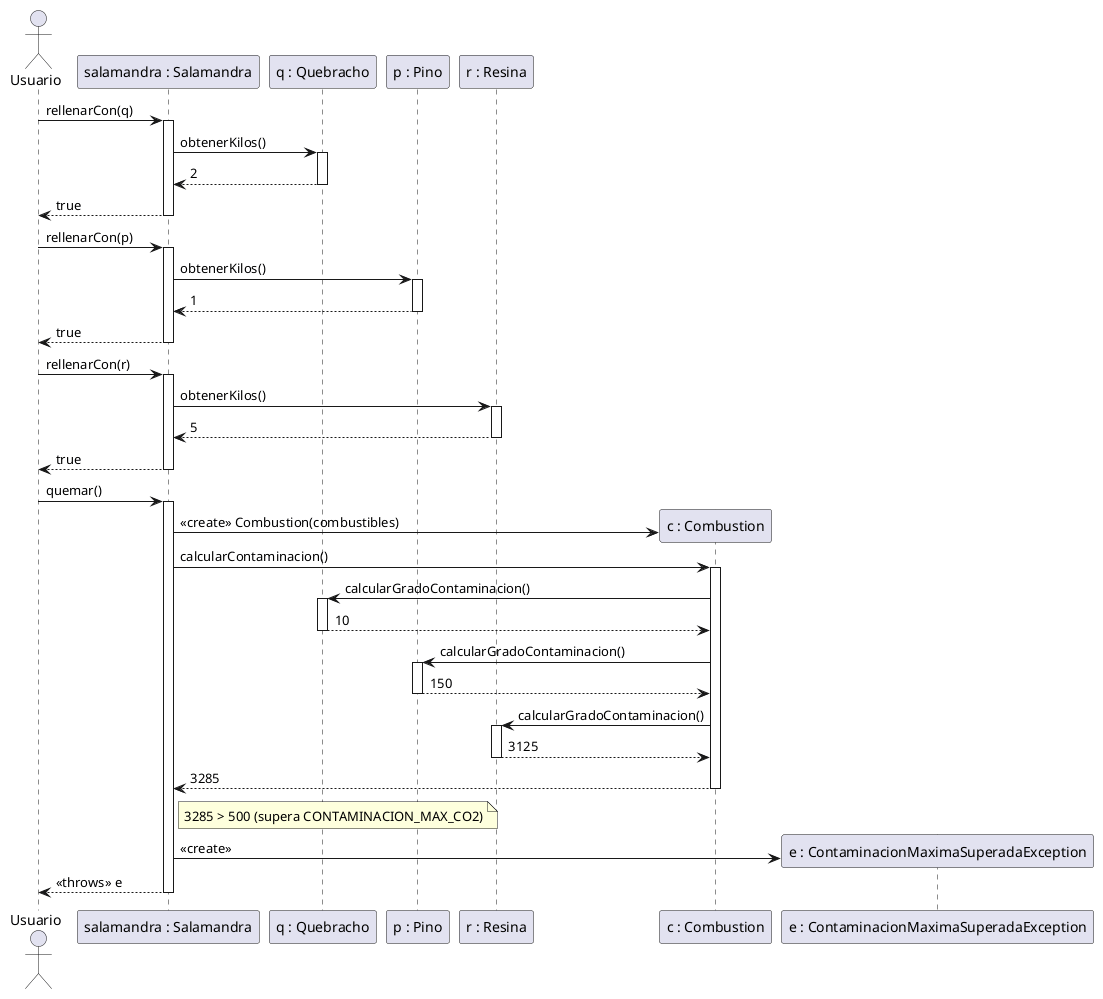 Usuario
salamandra : Salamandra
q : Quebracho
p : Pino
r : Resina
rellenarCon(q)
obtenerKilos()
2
true
rellenarCon(p)
obtenerKilos()
1
true
rellenarCon(r)
obtenerKilos()
5
true
quemar()
«create» Combustion(combustibles)
c : Combustion
calcularContaminacion()
calcularGradoContaminacion()
10
calcularGradoContaminacion()
150
calcularGradoContaminacion()
3125
3285
3285 > 500 (supera CONTAMINACION_MAX_CO2)
«create»
e : ContaminacionMaximaSuperadaException
«throws» e
Usuario
salamandra : Salamandra
q : Quebracho
p : Pino
r : Resina
c : Combustion
e : ContaminacionMaximaSuperadaException